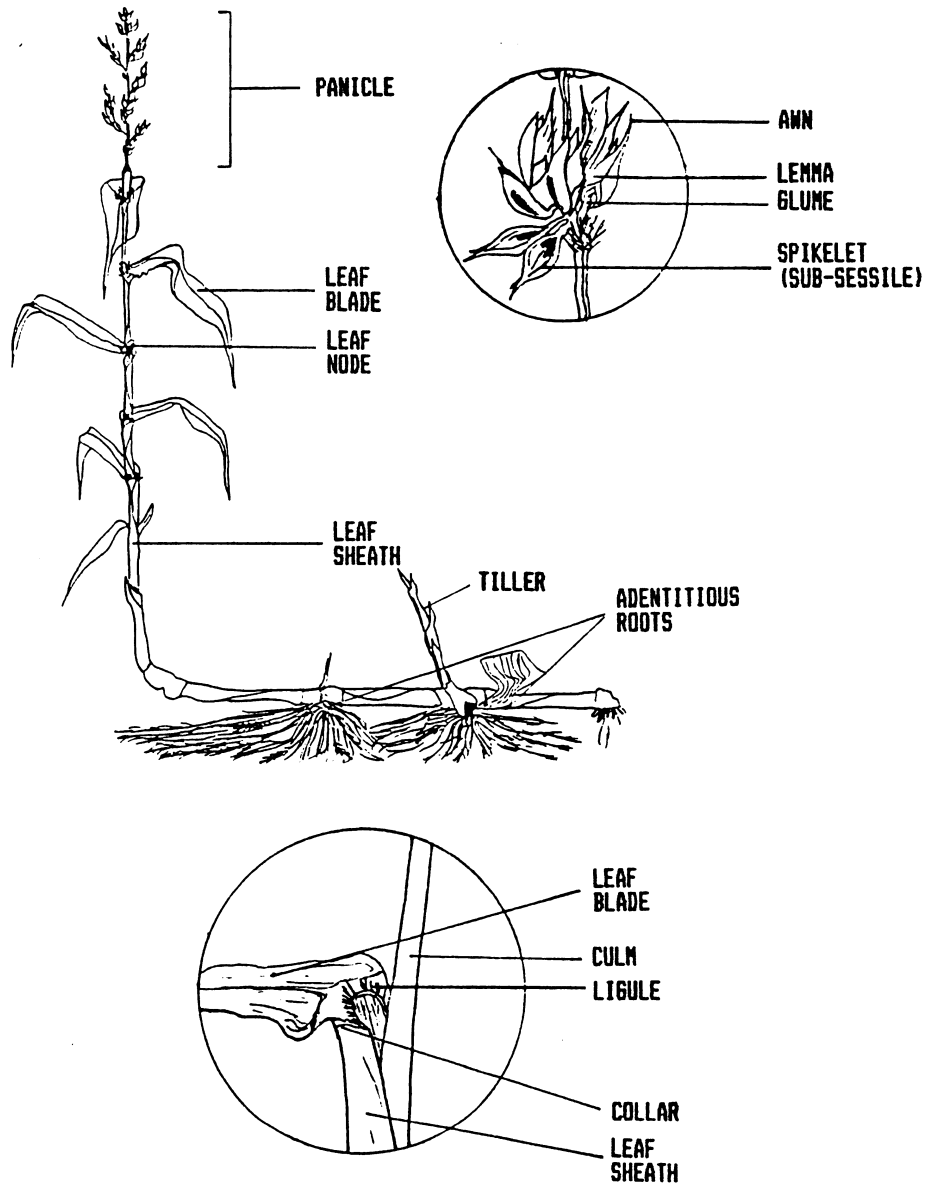 PANICLE
AWN
LEMMA
GLUME
SPIKELET
(SUB-SESSILE)
LEAF
BLADE
LEAF
NODE
LEAF
SHEATH
TILLER
ADENTITIOUS
ROOTS
LEAF
BLADE
CULM
LIGULE
COLLAR
LEAF
SHEATH